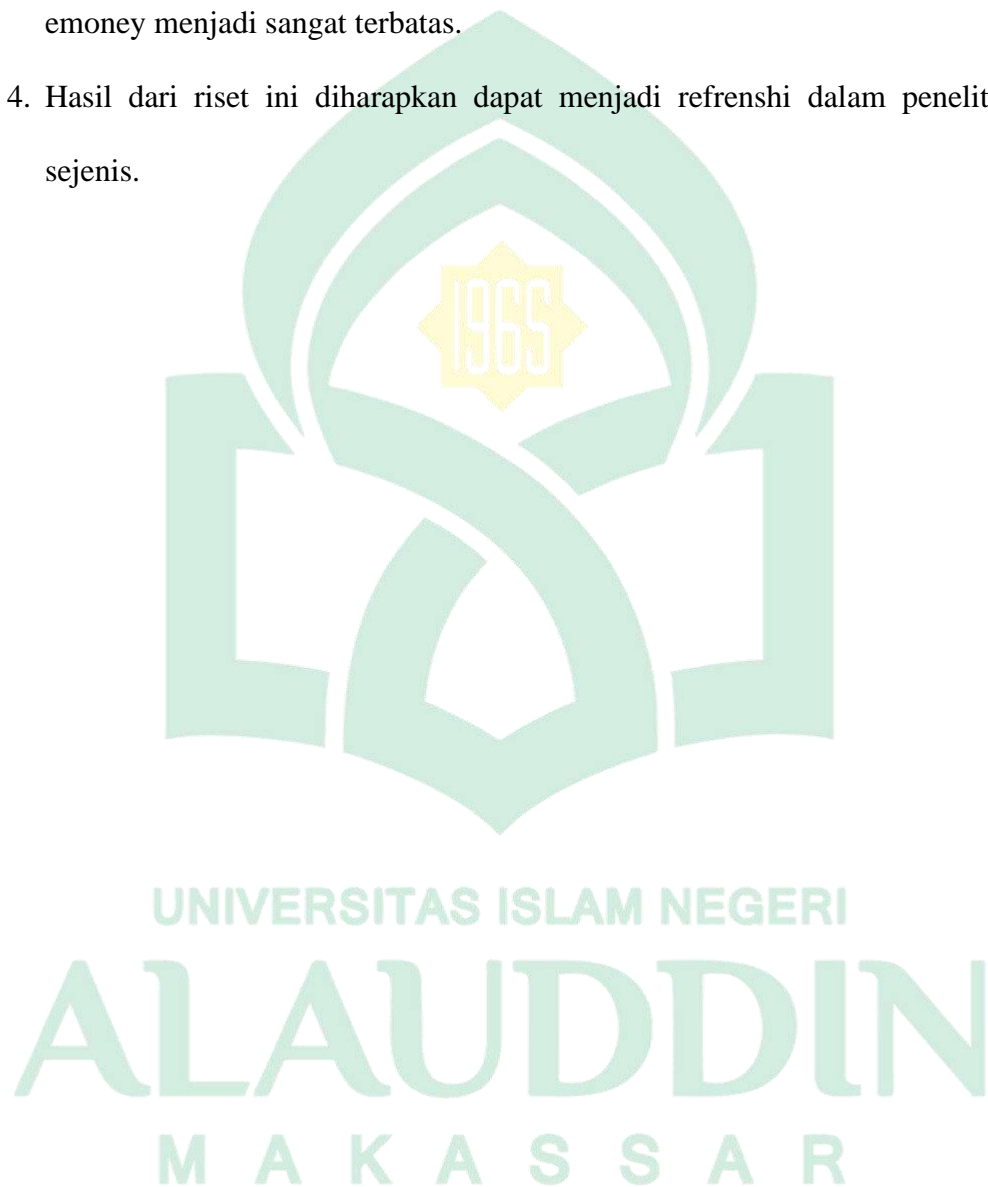 emoney menjadi sangat terbatas.
4. Hasil dari riset ini diharapkan dapat menjadi refrenshi dalam penelit
sejenis.
1965
UNIVERSITAS ISLAM NEGERI
ALAUDDIN
MAKASSAR